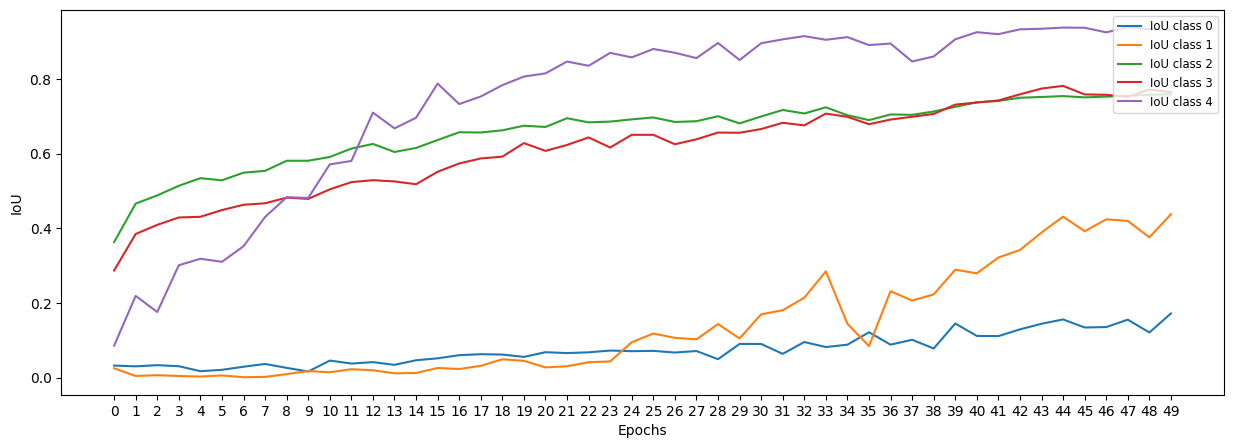 IoU class 0
IoU class 1
IoU class 2
IoU class 3
IoU class 4
IoU
0.8
0.6
0.4
0.2
0.0
0 1 2 3 4 5 6 7 8 9 10 11 12 13 14 15 16 17 18 19 20 21 22 23 24 25 26 27 28 29 30 31 32 33 34 35 36 37 38 39 40 41 42 43 44 45 46 47 48 49
Epochs